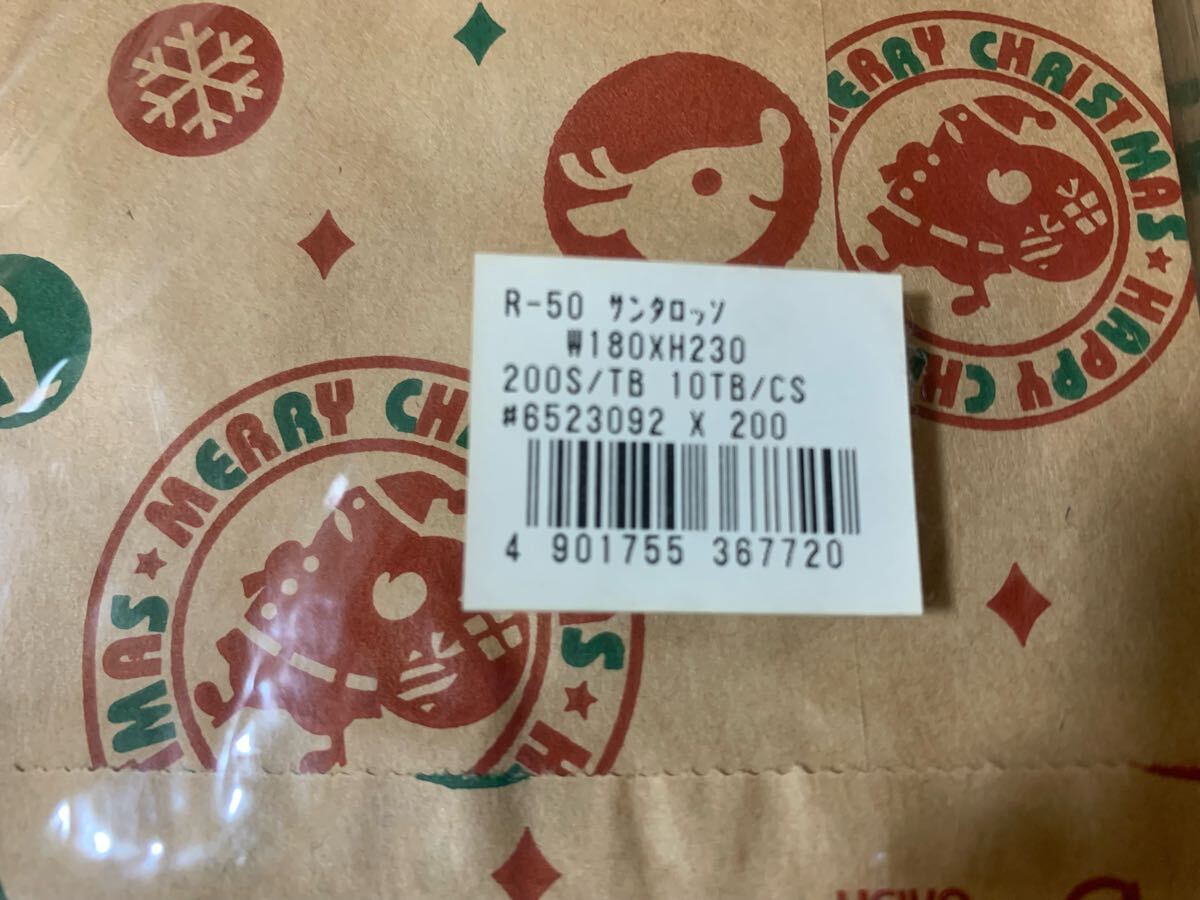 MERRY CHRISTMAS ★ HAPPY CH
R-50 ｻﾝﾀﾛｯｿ
W180XH230
200S/TB 10TB/CS
#6523092 X 200
4 901755 367720
★ MERRY CH
MAS
S ★ H